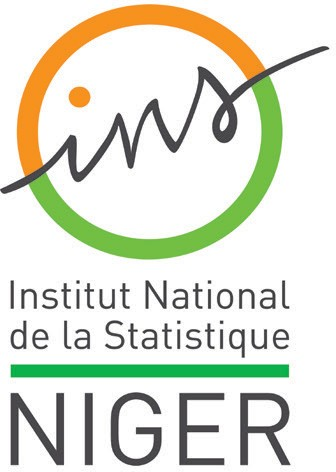 ins
Institut National
de la Statistique
NIGER